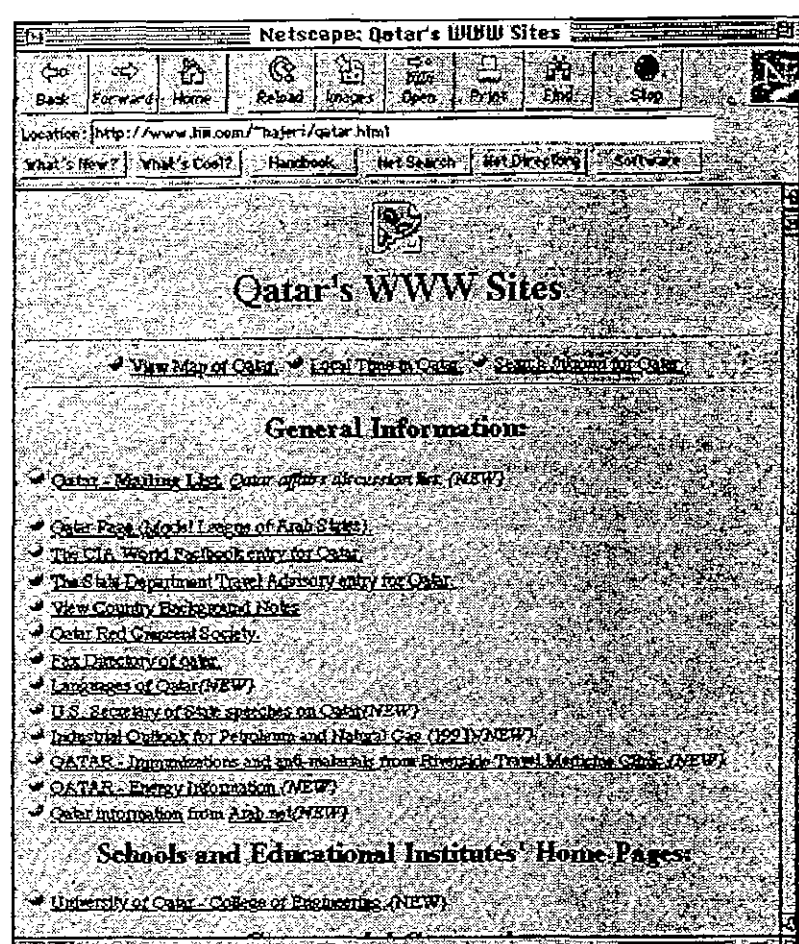 Netscape: Qatar's WWW Sites
Back Forward Home Reload Images Open Print Find Stop
N
Location: http://www.iii.com/~hajeri/qatar.html
What's New? What's Cool? Handbook Net Search Net Directory Software
Qatar's WWW Sites
View Map of Qatar. Local Time in Qatar. Search for Qatar.
General Information:
Qatar - Mailing List. Qatar affairs discussion list. (NEW)
Qatar Page (Model League of Arab States).
The CIA World Factbook entry for Qatar.
The State Department Travel Advisory entry for Qatar.
View Country Background Notes
Qatar Red Crescent Society.
Fax Directory of qatar.
Languages of Qatar(NEW)
U.S. Secretary of State speeches on Qatar(NEW)
Industrial Outlook for Petroleum and Natural Gas (1991)(NEW)
QATAR - Immunizations and anti-malarials from Riverside Travel Medicine Clinic. (NEW)
QATAR - Energy Information (NEW)
Qatar information from Arab.net(NEW)
Schools and Educational Institutes' Home-Pages:
University of Qatar - College of Engineering. (NEW)